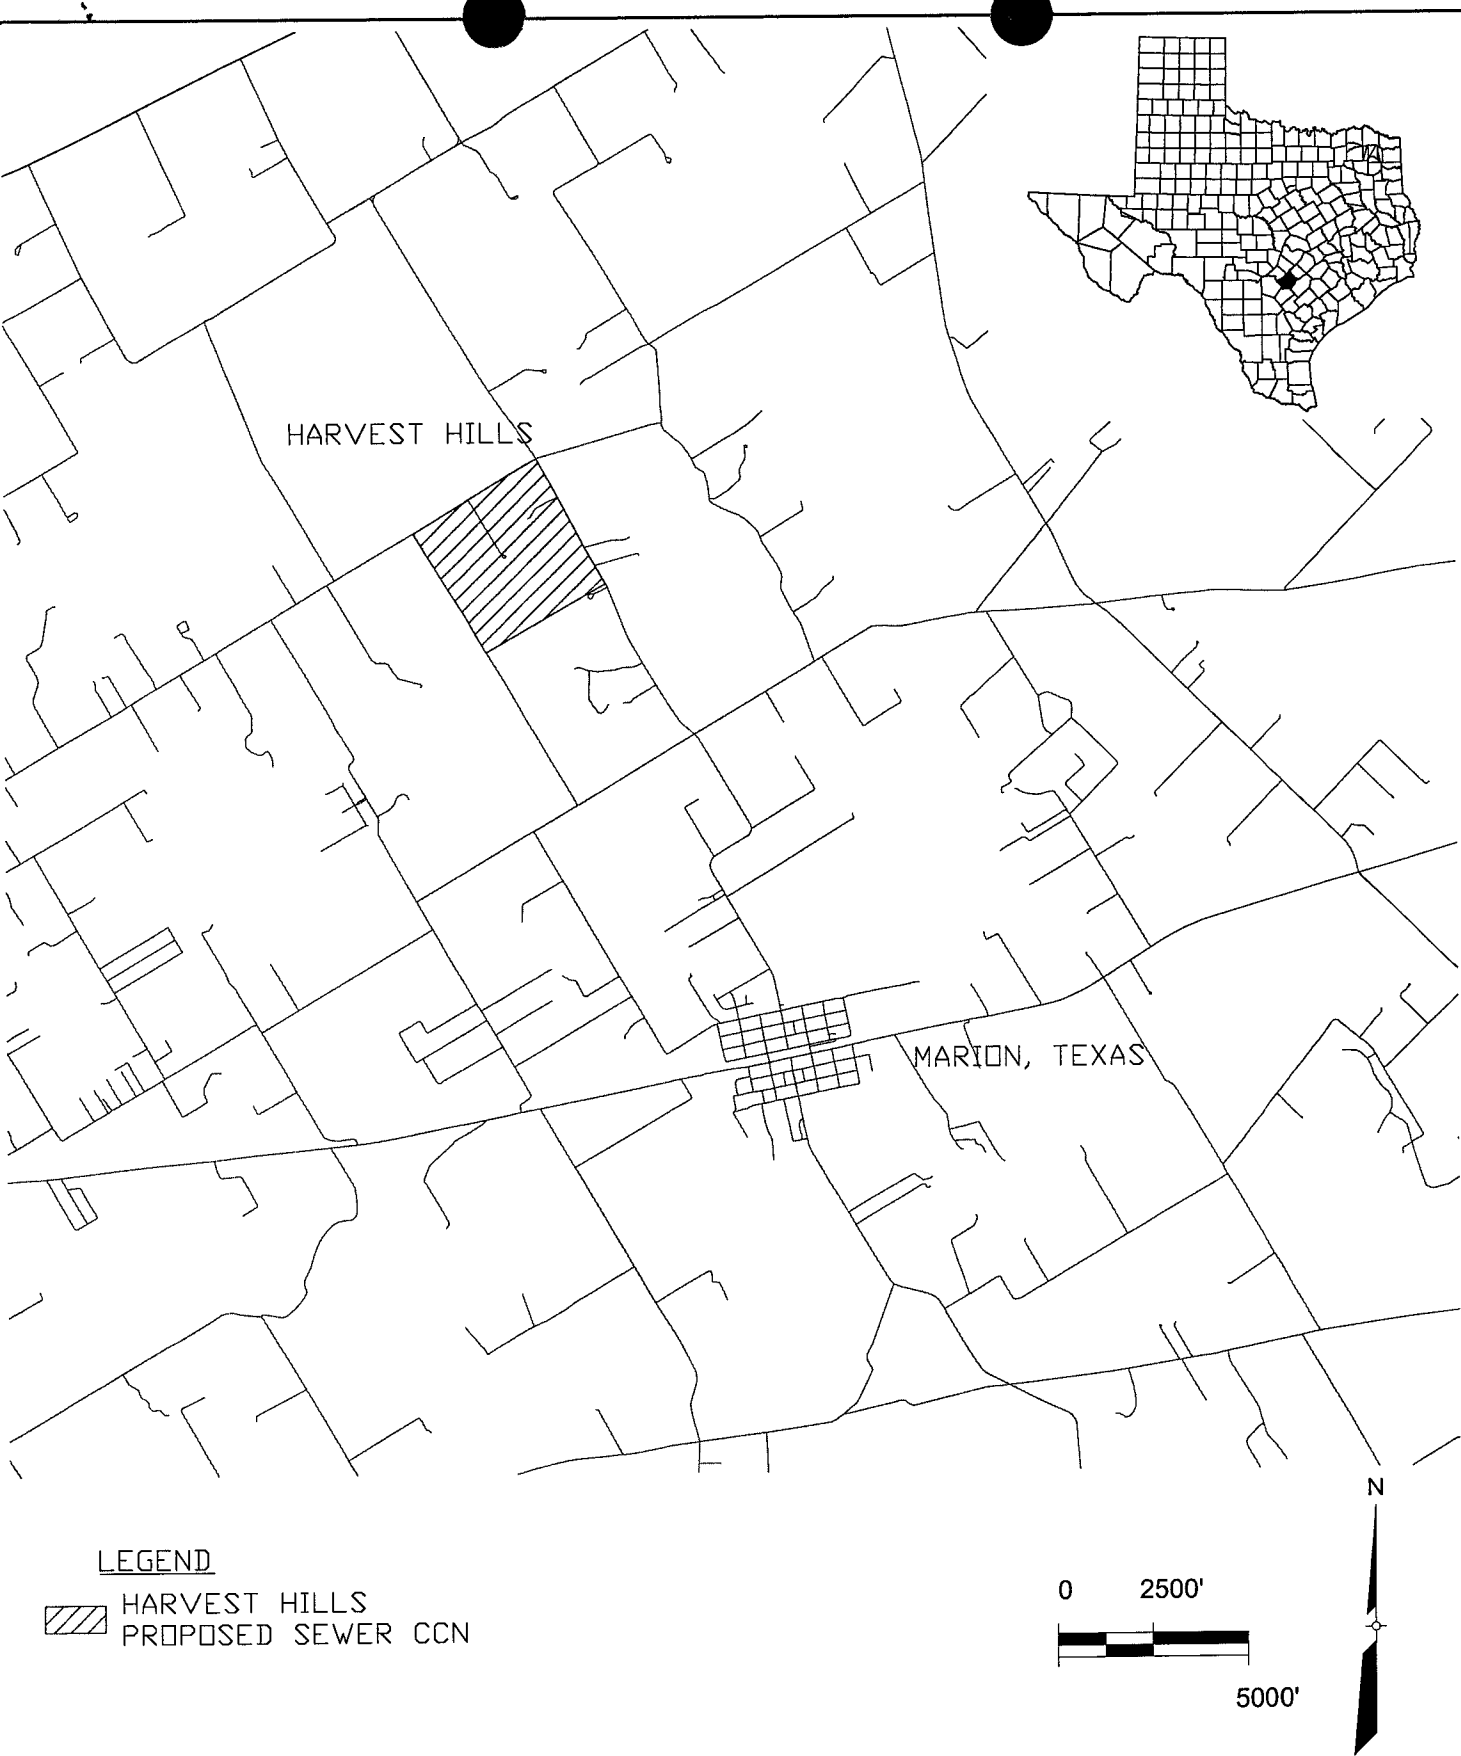 HARVEST HILLS
MARION, TEXAS
N
LEGEND
HARVEST HILLS
PROPOSED SEWER CCN
0 2500'
5000'